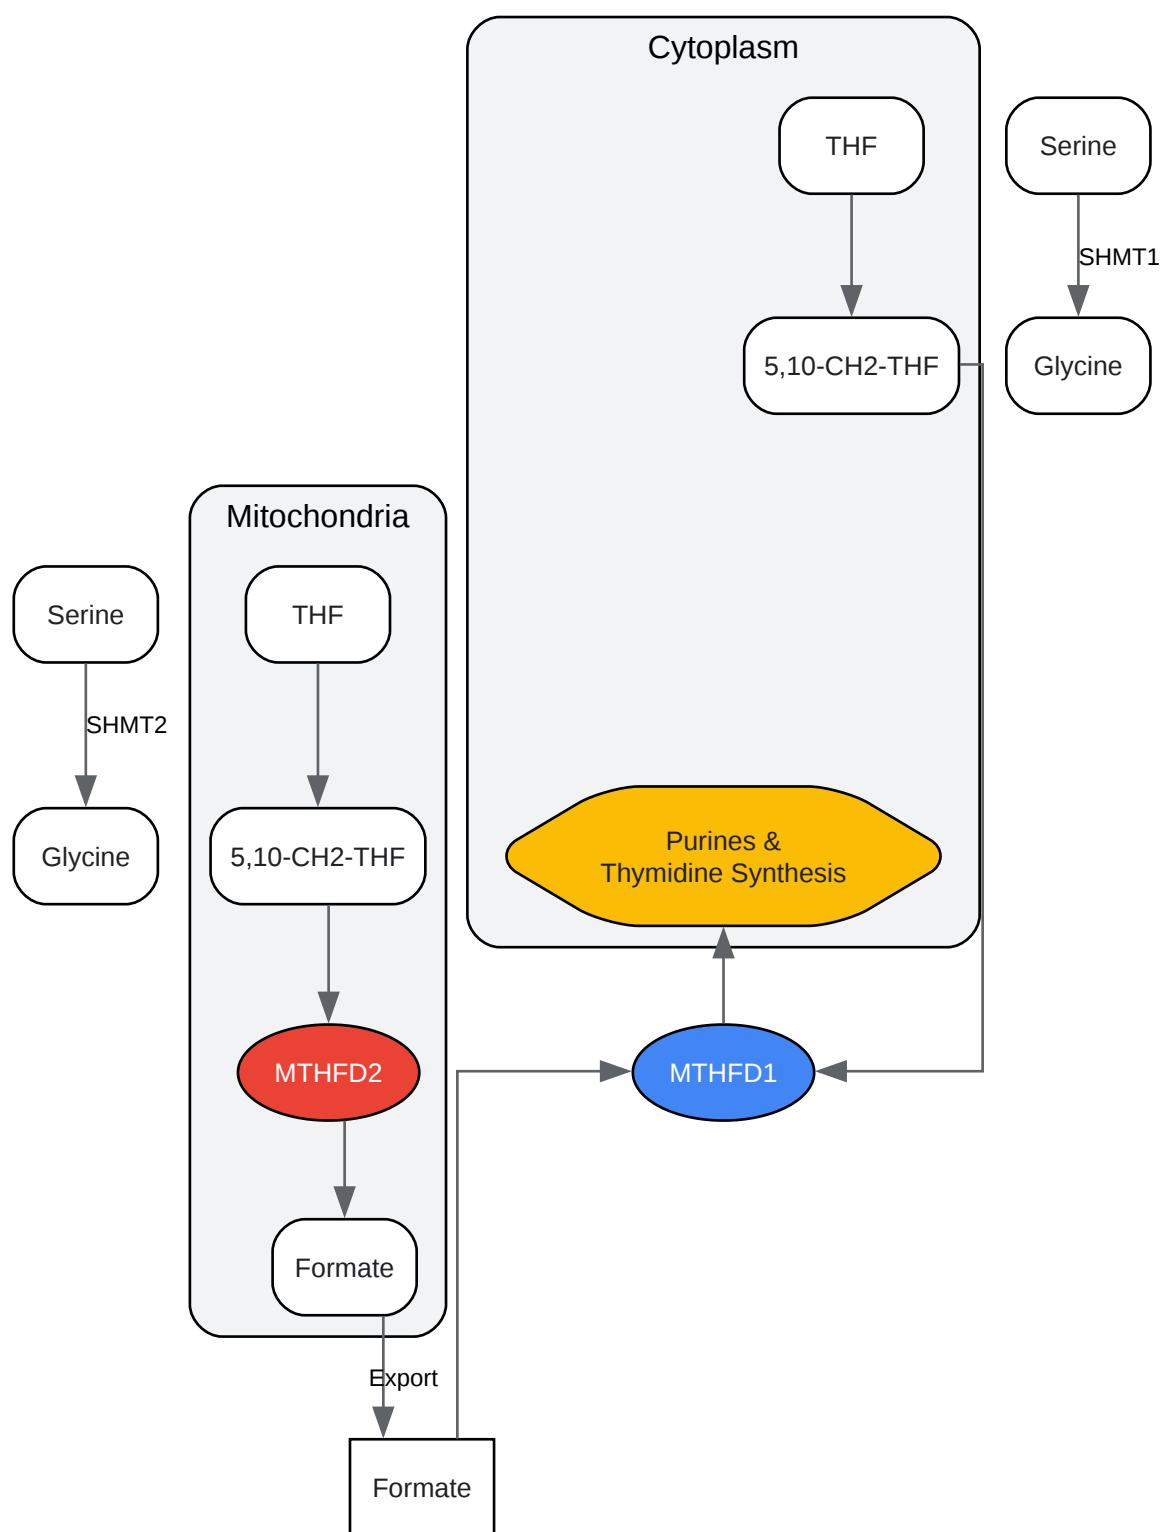 Cytoplasm
THF
Serine
SHMT1
5,10-CH2-THF
Glycine
Mitochondria
Serine
THF
SHMT2
Purines &
Thymidine Synthesis
Glycine
5,10-CH2-THF
MTHFD2
MTHFD1
Formate
Export
Formate